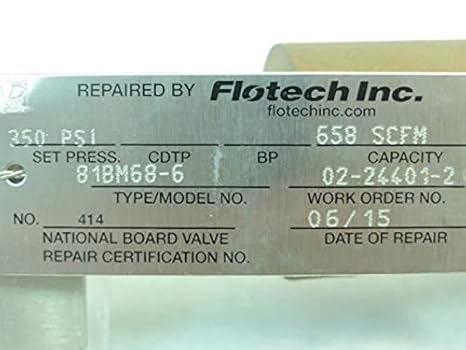 REPAIRED BY Flotech Inc.
flotechinc.com
350 PSI 658 SCFM
SET PRESS. CDTP BP CAPACITY
81BM68-6 02-24401-2
TYPE/MODEL NO. WORK ORDER NO.
NO. 414 06/15
NATIONAL BOARD VALVE DATE OF REPAIR
REPAIR CERTIFICATION NO.